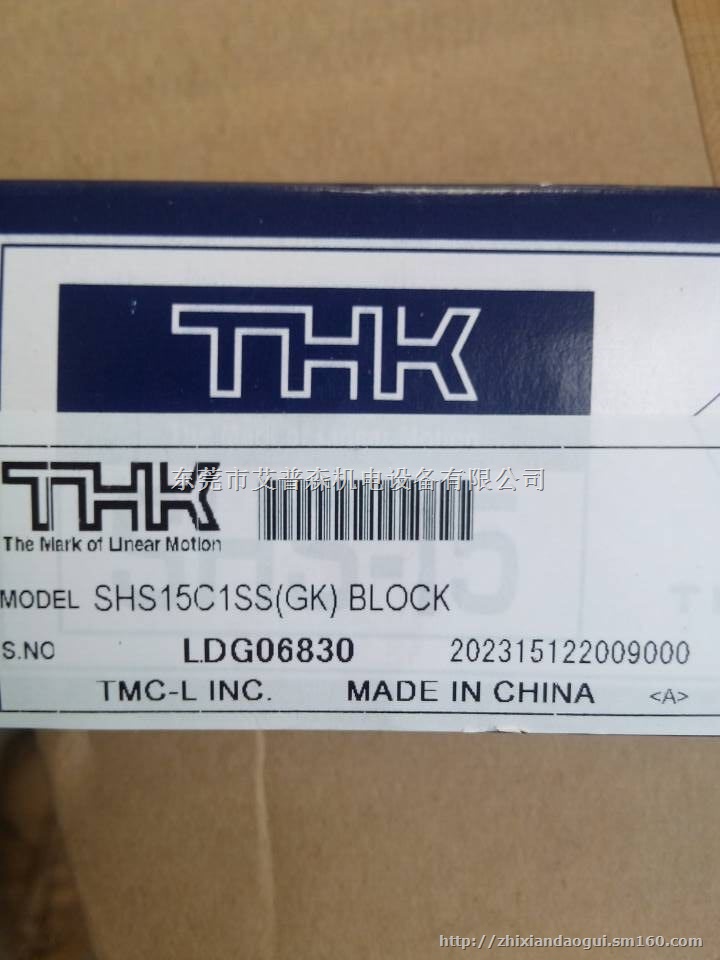 THK
THK
东莞市艾普森机电设备有限公司
The Mark of Linear Motion
MODEL SHS15C1SS(GK) BLOCK
S.NO LDG06830 202315122009000
TMC-L INC. MADE IN CHINA <A>
http://zhixiandaogui.sm160.com/